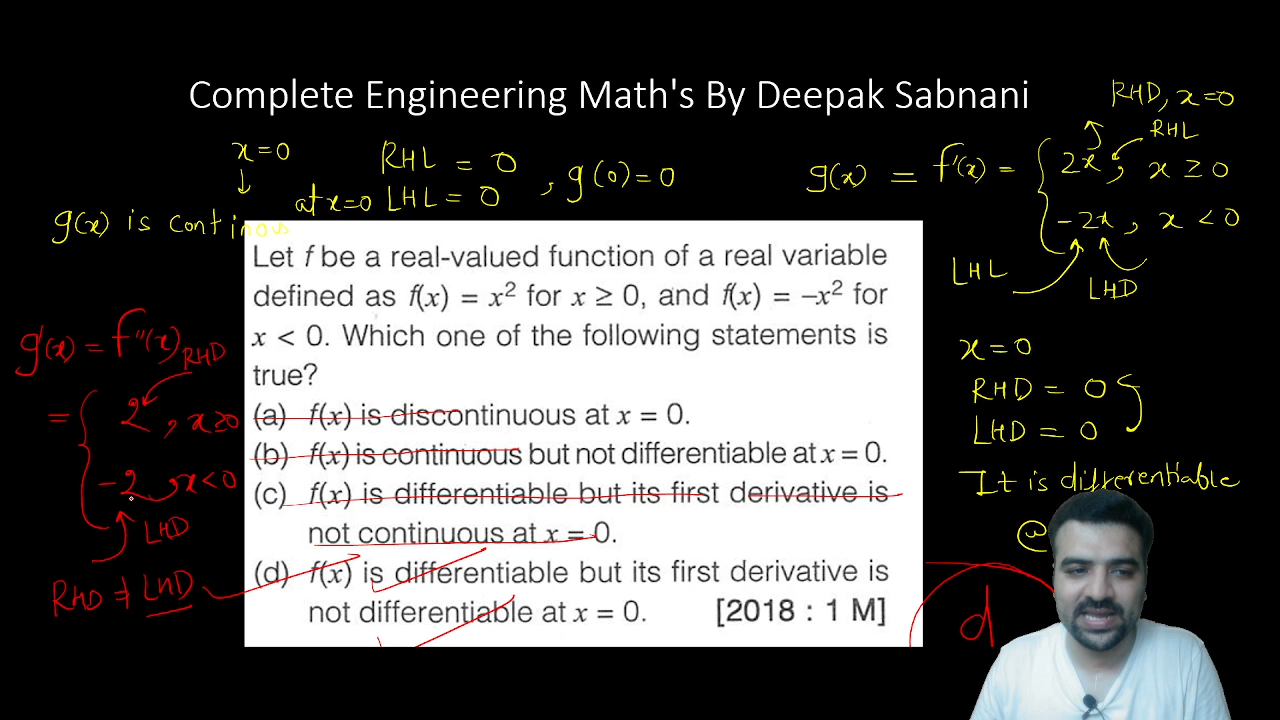 Complete Engineering Math's By Deepak Sabnani
RHD, x=0
x=0
↓
g(x) is continous
at x=0
RHL = 0
LHL = 0
, g(0)=0
g(x) = f'(x) = { 2x, x ≥ 0
-2x, x < 0
RHL
LHL
LHD
Let f be a real-valued function of a real variable
defined as f(x) = x² for x ≥ 0, and f(x) = –x² for
x < 0. Which one of the following statements is
true?
(a) f(x) is discontinuous at x = 0.
(b) f(x) is continuous but not differentiable at x = 0.
(c) f(x) is differentiable but its first derivative is
not continuous at x = 0.
(d) f(x) is differentiable but its first derivative is
not differentiable at x = 0.
[2018 : 1 M]
g'(x) = f''(x)
RHD
= { 2, x≥0
-2, x<0
LHD
RHD ≠ LHD
x=0
RHD = 0
LHD = 0
It is differentiable
@
d